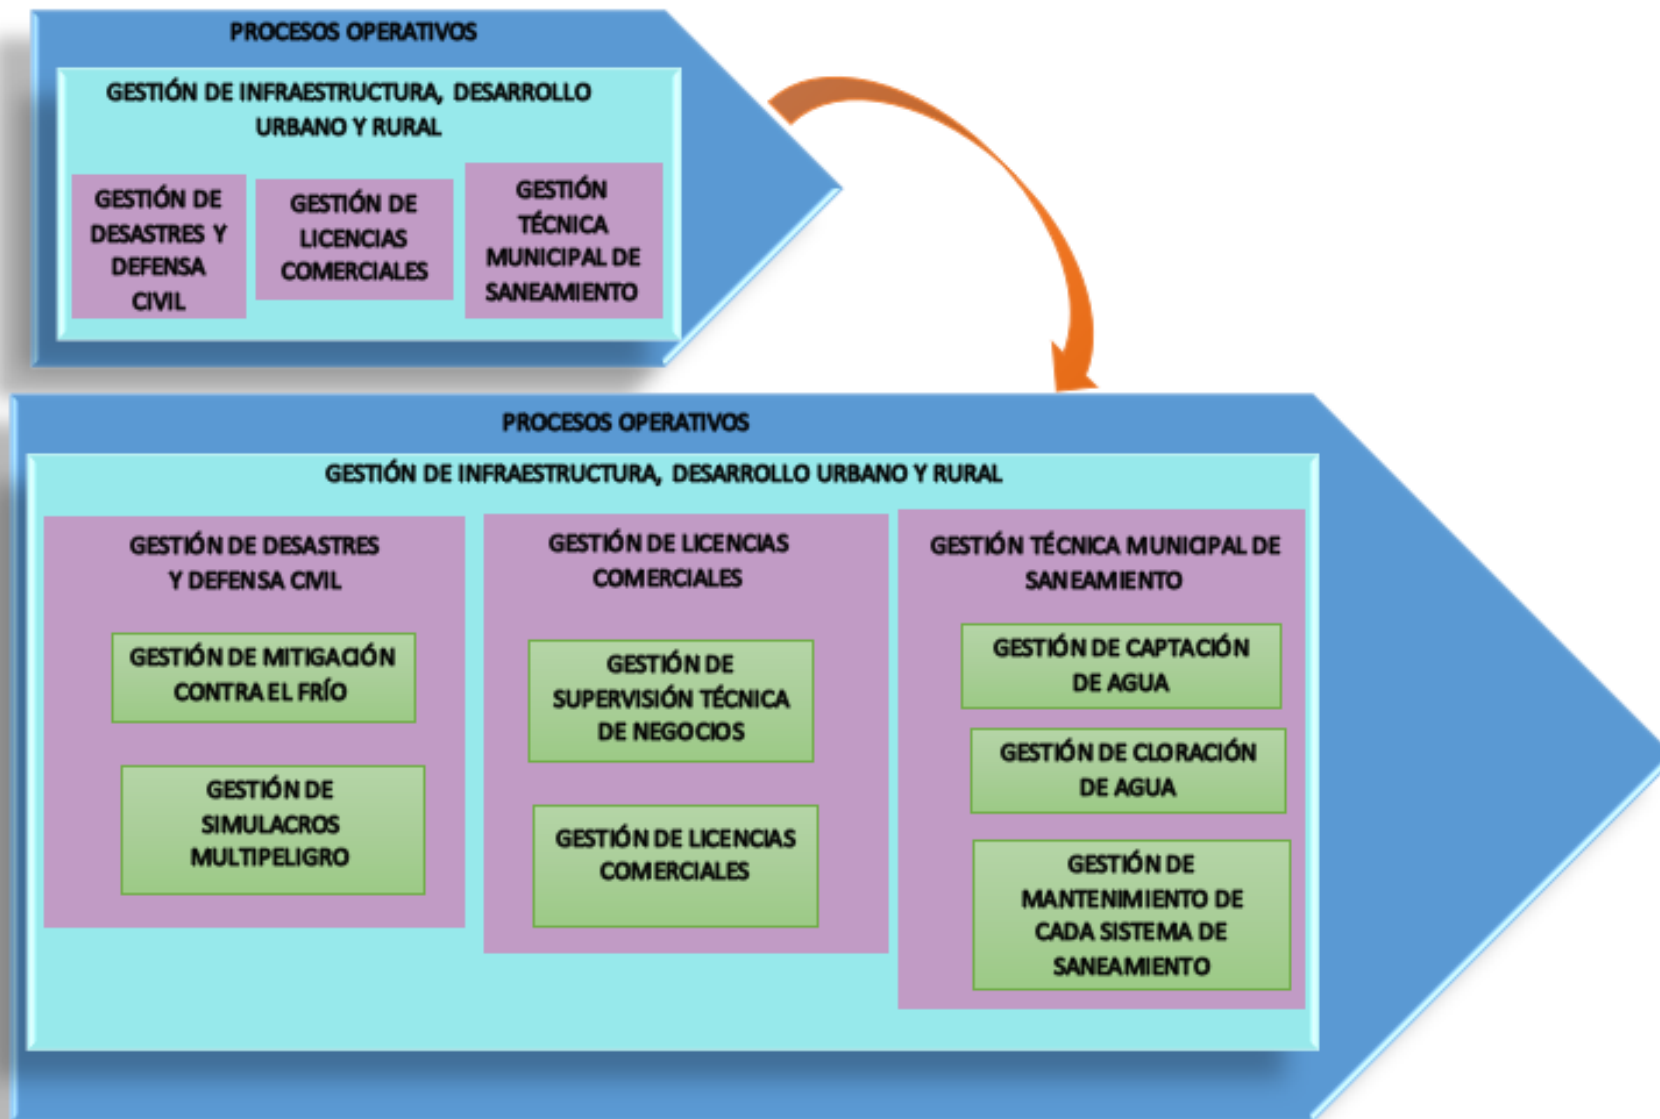 PROCESOS OPERATIVOS
GESTIÓN DE INFRAESTRUCTURA, DESARROLLO
URBANO Y RURAL
GESTIÓN DE
DESASTRES Y
DEFENSA
CIVIL
GESTIÓN DE
LICENCIAS
COMERCIALES
GESTIÓN
TÉCNICA
MUNICIPAL DE
SANEAMIENTO
PROCESOS OPERATIVOS
GESTIÓN DE INFRAESTRUCTURA, DESARROLLO URBANO Y RURAL
GESTIÓN DE DESASTRES
Y DEFENSA CIVIL
GESTIÓN DE MITIGACIÓN
CONTRA EL FRÍO
GESTIÓN DE
SIMULACROS
MULTIPELIGRO
GESTIÓN DE LICENCIAS
COMERCIALES
GESTIÓN DE
SUPERVISIÓN TÉCNICA
DE NEGOCIOS
GESTIÓN DE LICENCIAS
COMERCIALES
GESTIÓN TÉCNICA MUNICIPAL DE
SANEAMIENTO
GESTIÓN DE CAPTACIÓN
DE AGUA
GESTIÓN DE CLORACIÓN
DE AGUA
GESTIÓN DE
MANTENIMIENTO DE
CADA SISTEMA DE
SANEAMIENTO